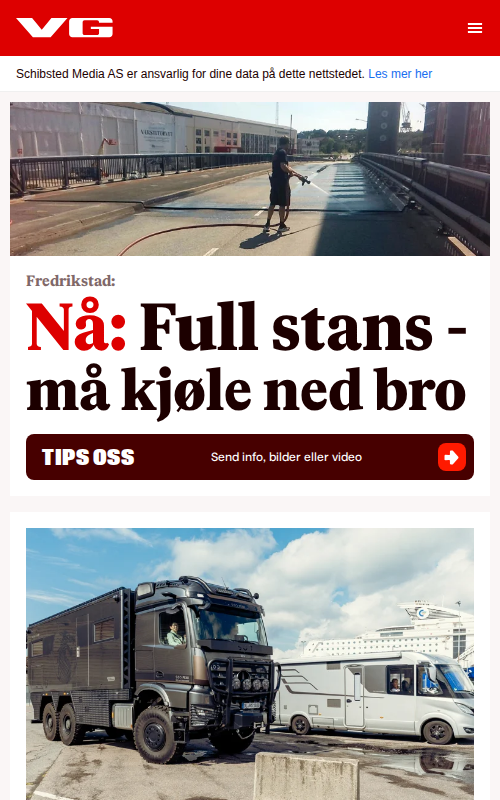 VG
Schibsted Media AS er ansvarlig for dine data på dette nettstedet. Les mer her
Fredrikstad:
Nå: Full stans -
må kjøle ned bro
TIPS OSS
Send info, bilder eller video